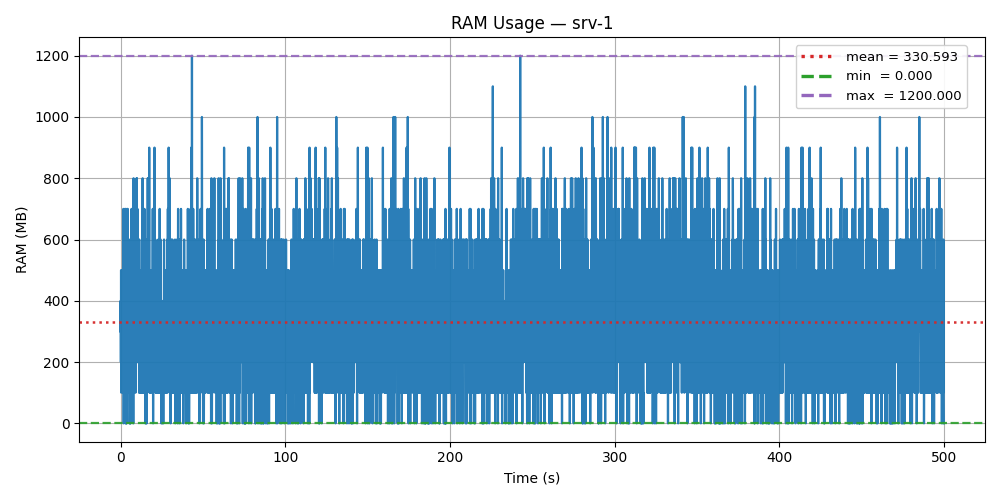 RAM Usage — srv-1
RAM (MB)
1200
1000
800
600
400
200
0
mean = 330.593
min  = 0.000
max  = 1200.000
0 100 200 300 400 500
Time (s)